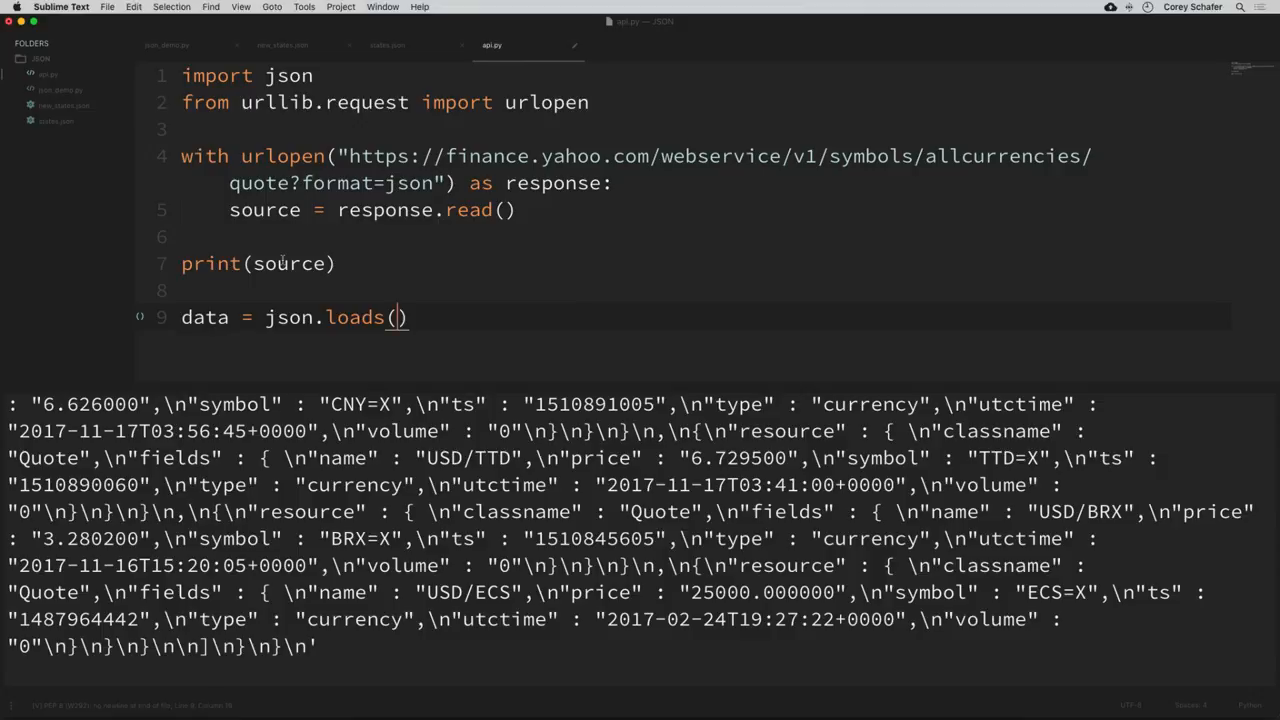 Sublime Text File Edit Selection Find View Goto Tools Project Window Help Corey Schafer
api.py — JSON
FOLDERS
json_demo.py new_states.json states.json api.py
JSON
api.py
json_demo.py
new_states.json
states.json
1 import json
2 from urllib.request import urlopen
3
4 with urlopen("https://finance.yahoo.com/webservice/v1/symbols/allcurrencies/
quote?format=json") as response:
5 source = response.read()
6
7 print(source)
8
9 data = json.loads()
: "6.626000",\n"symbol" : "CNY=X",\n"ts" : "1510891005",\n"type" : "currency",\n"utctime" :
"2017-11-17T03:56:45+0000",\n"volume" : "0"\n}\n}\n}\n,\n{\n"resource" : { \n"classname" :
"Quote",\n"fields" : { \n"name" : "USD/TTD",\n"price" : "6.729500",\n"symbol" : "TTD=X",\n"ts" :
"1510890060",\n"type" : "currency",\n"utctime" : "2017-11-17T03:41:00+0000",\n"volume" :
"0"\n}\n}\n}\n,\n{\n"resource" : { \n"classname" : "Quote",\n"fields" : { \n"name" : "USD/BRX",\n"price"
: "3.280200",\n"symbol" : "BRX=X",\n"ts" : "1510845605",\n"type" : "currency",\n"utctime" :
"2017-11-16T15:20:05+0000",\n"volume" : "0"\n}\n}\n}\n,\n{\n"resource" : { \n"classname" :
"Quote",\n"fields" : { \n"name" : "USD/ECS",\n"price" : "25000.000000",\n"symbol" : "ECS=X",\n"ts" :
"1487964442",\n"type" : "currency",\n"utctime" : "2017-02-24T19:27:22+0000",\n"volume" :
"0"\n}\n}\n}\n\n]\n}\n}\n'
UTF-8 Python